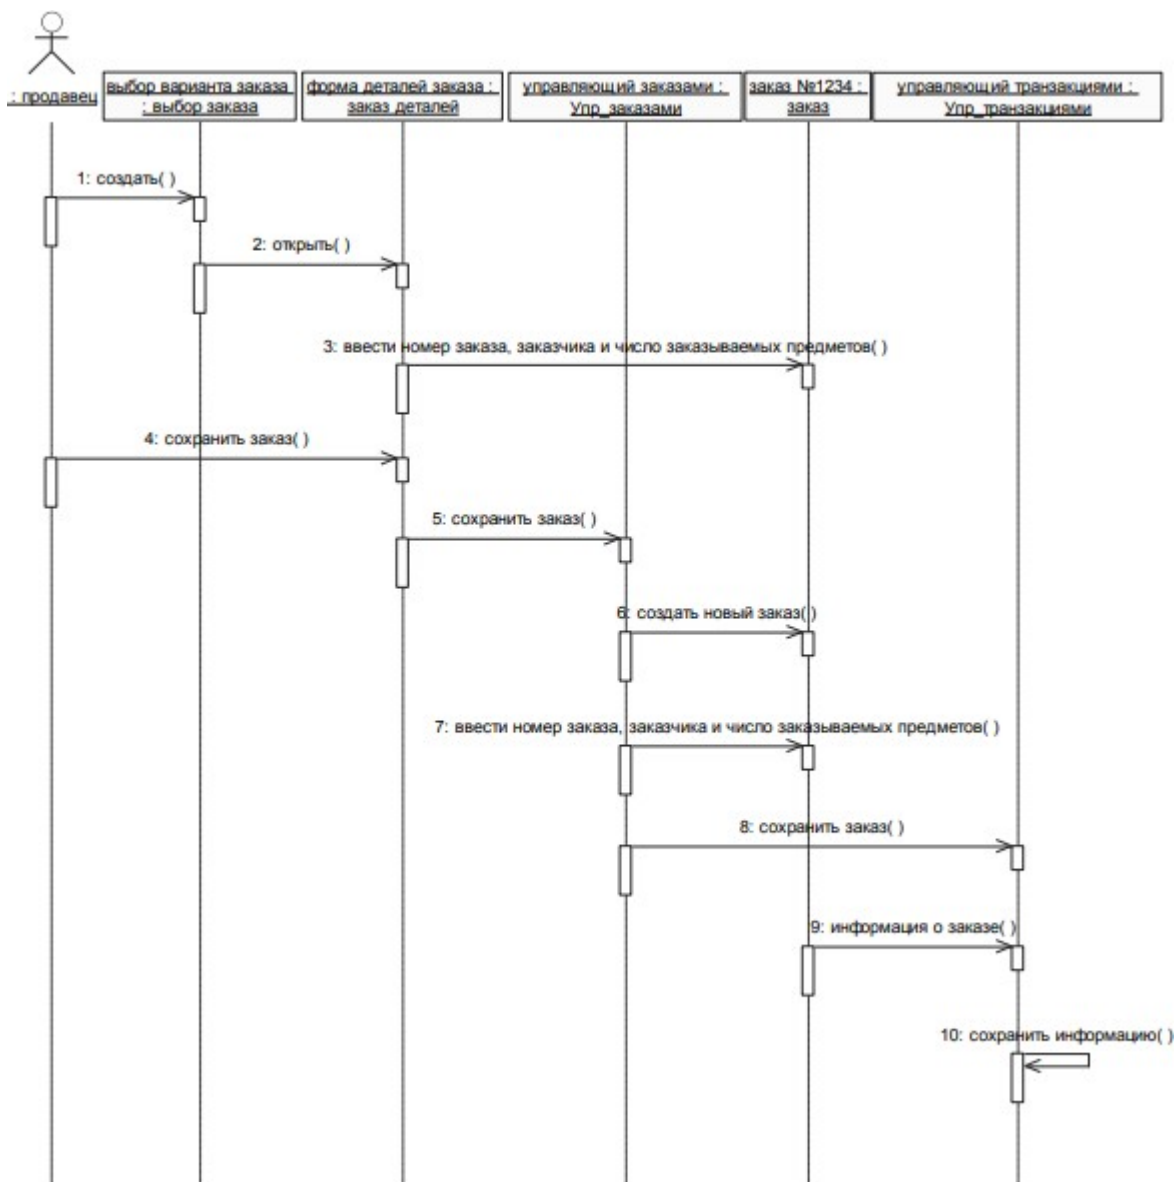 : продавец
выбор варианта заказа
: выбор заказа
форма деталей заказа :
заказ деталей
управляющий заказами :
Упр_заказами
заказ №1234 :
заказ
управляющий транзакциями :
Упр_транзакциями
1: создать( )
2: открыть( )
3: ввести номер заказа, заказчика и число заказываемых предметов( )
4: сохранить заказ( )
5: сохранить заказ( )
6: создать новый заказ( )
7: ввести номер заказа, заказчика и число заказываемых предметов( )
8: сохранить заказ( )
9: информация о заказе( )
10: сохранить информацию( )